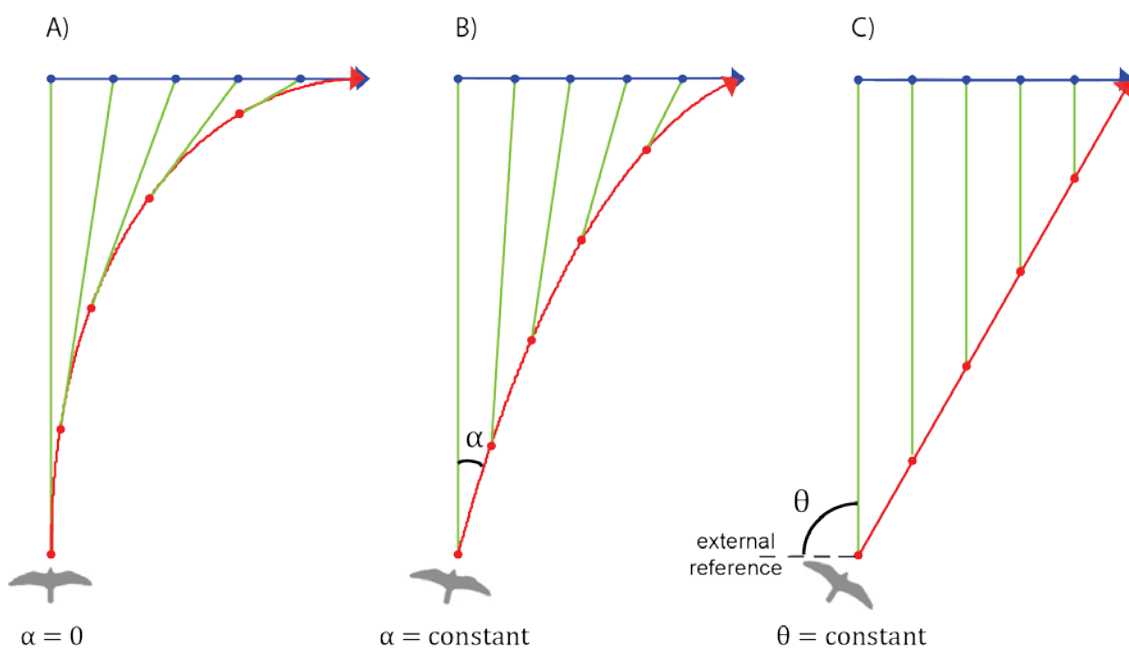 A)
B)
C)
α
θ
external
reference
α = 0
α = constant
θ = constant